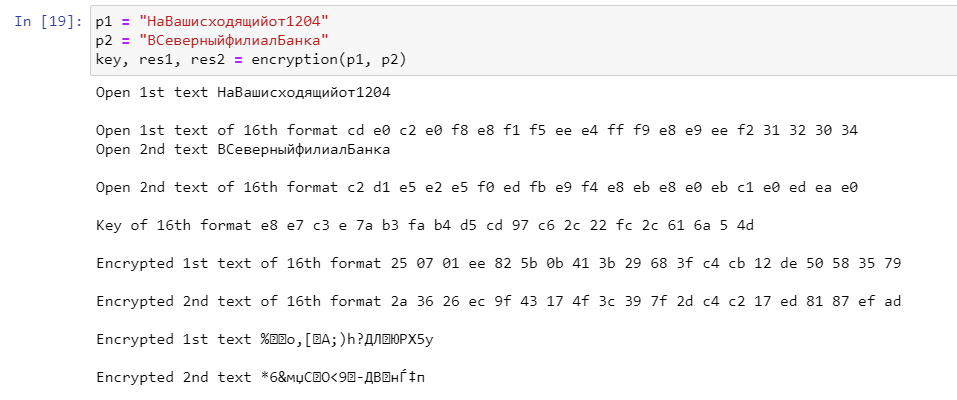 In [19]: p1 = "НаВашисходящийот1204"
p2 = "ВСеверныйфилиалБанка"
key, res1, res2 = encryption(p1, p2)
Open 1st text НаВашисходящийот1204
Open 1st text of 16th format cd e0 c2 e0 f8 e8 f1 f5 ee e4 ff f9 e8 e9 ee f2 31 32 30 34
Open 2nd text ВСеверныйфилиалБанка
Open 2nd text of 16th format c2 d1 e5 e2 e5 f0 ed fb e9 f4 e8 eb e8 e0 eb c1 e0 ed ea e0
Key of 16th format e8 e7 c3 e 7a b3 fa b4 d5 cd 97 c6 2c 22 fc 2c 61 6a 5 4d
Encrypted 1st text of 16th format 25 07 01 ee 82 5b 0b 41 3b 29 68 3f c4 cb 12 de 50 58 35 79
Encrypted 2nd text of 16th format 2a 36 26 ec 9f 43 17 4f 3c 39 7f 2d c4 c2 17 ed 81 87 ef ad
Encrypted 1st text %о‚[A;)h?ДЛЮPX5y
Encrypted 2nd text *6&мџCO<9-ДВнЃ‡п